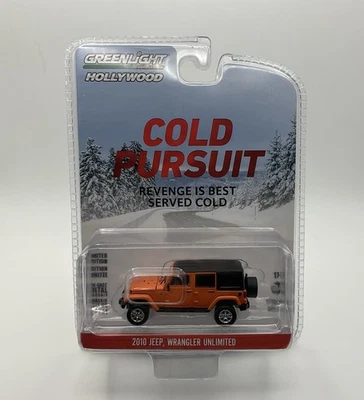 GREENLIGHT
HOLLYWOOD
COLD
PURSUIT
REVENGE IS BEST
SERVED COLD
2010 JEEP® WRANGLER UNLIMITED